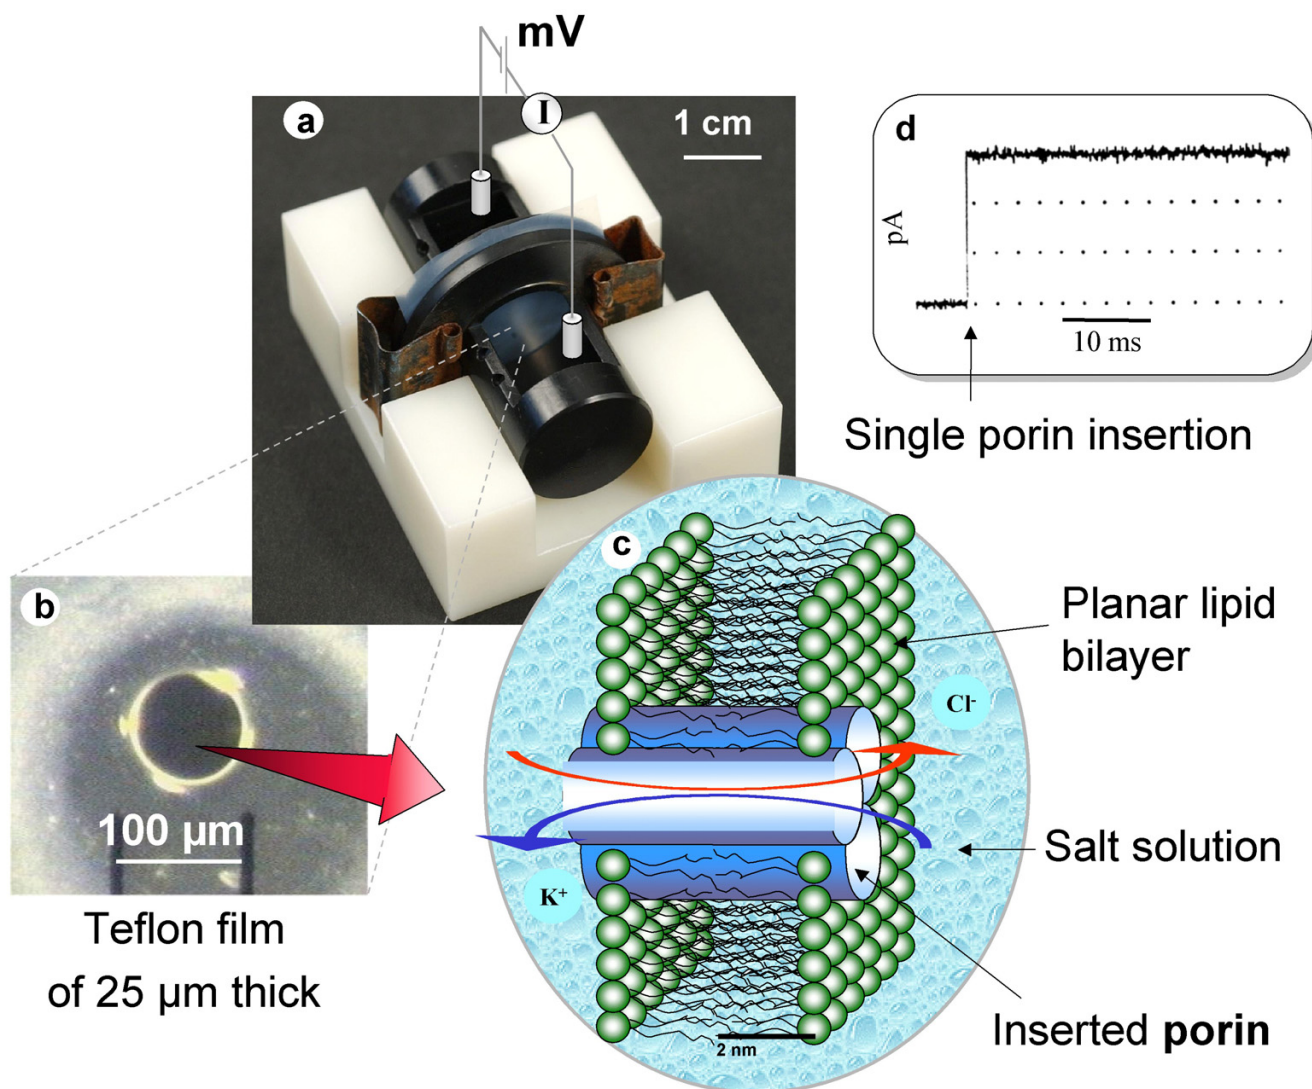 mV
a
I
1 cm
d
pA
10 ms
Single porin insertion
b
100 µm
Teflon film
of 25 µm thick
c
Planar lipid
bilayer
Cl-
Salt solution
K+
Inserted porin
2 nm